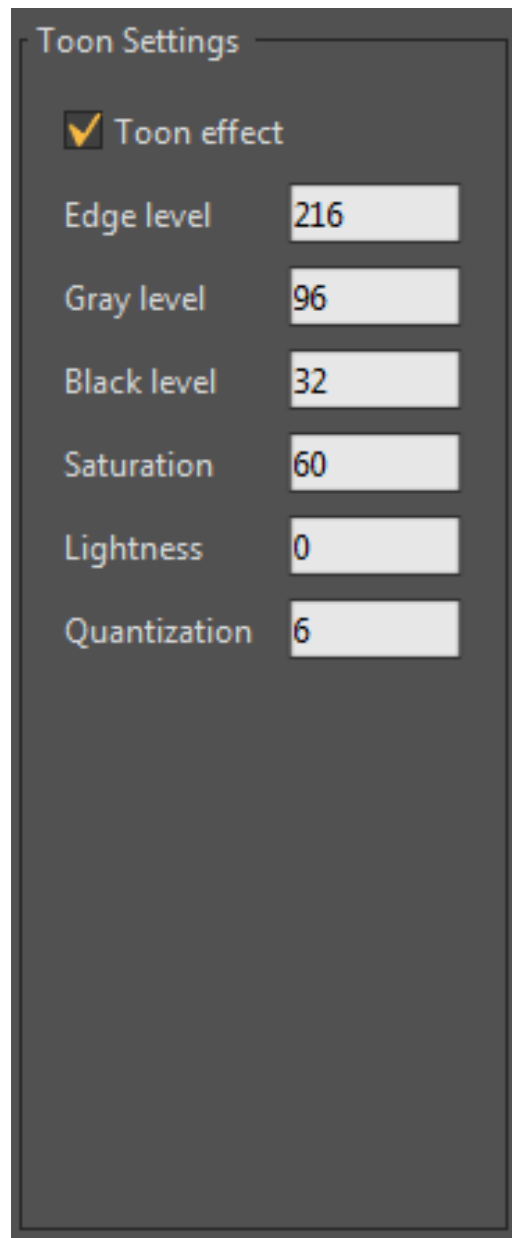 Toon Settings
Toon effect
Edge level 216
Gray level 96
Black level 32
Saturation 60
Lightness 0
Quantization 6